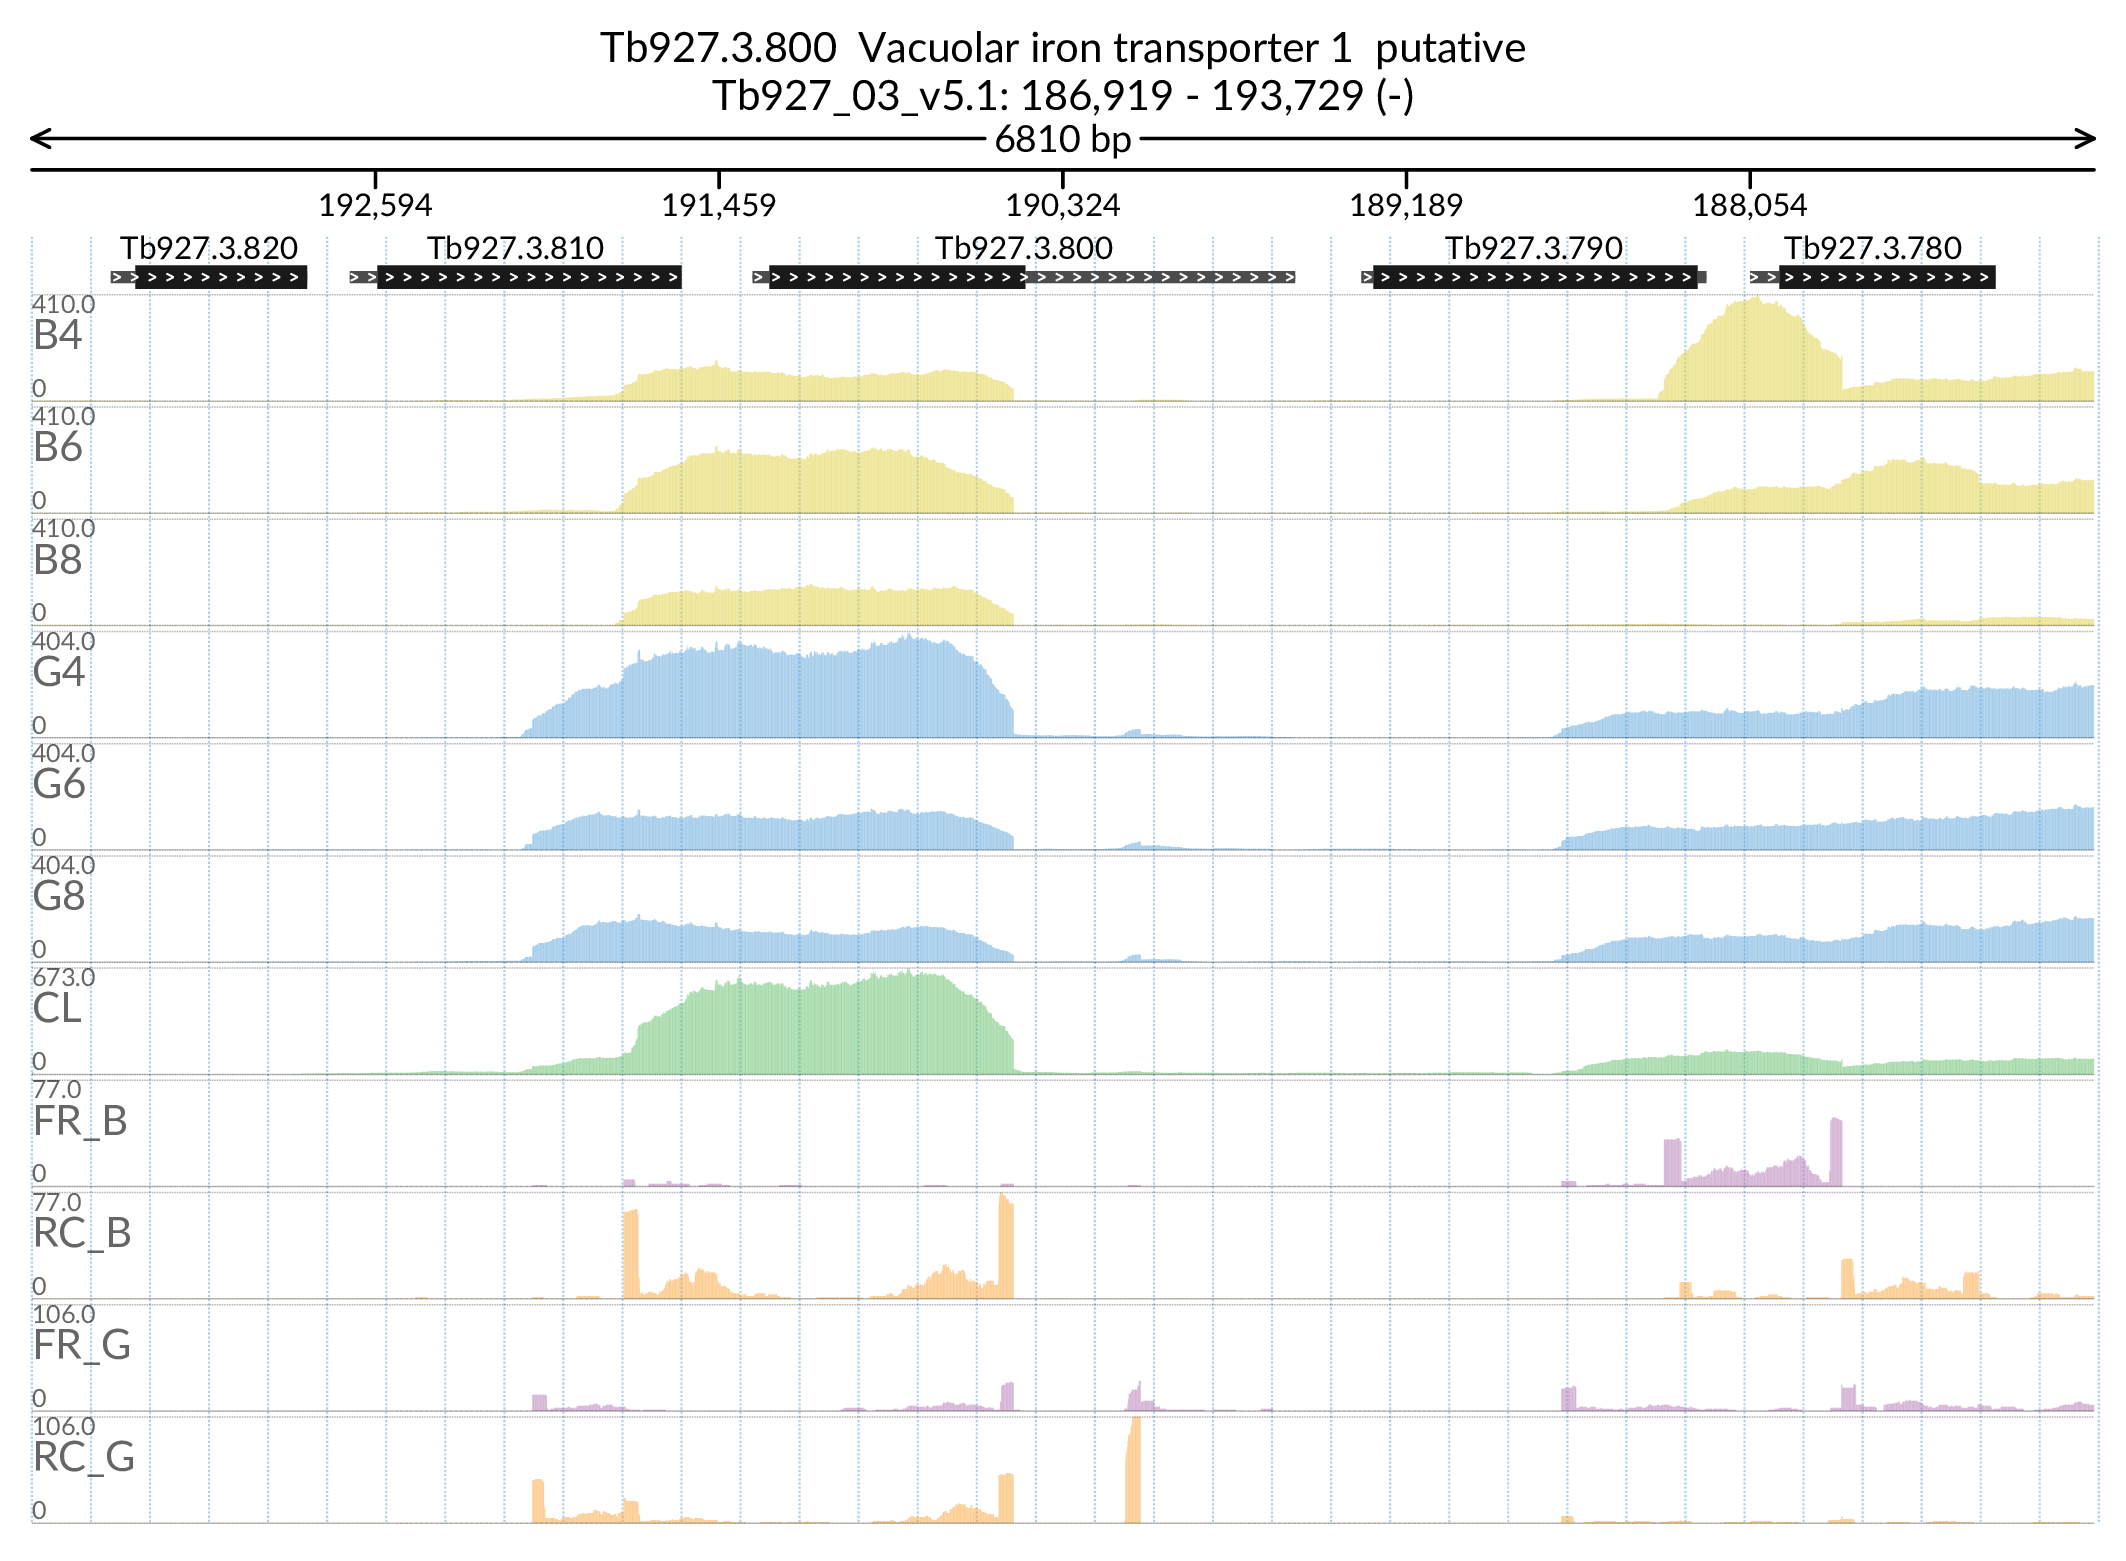 Tb927.3.800  Vacuolar iron transporter 1  putative
Tb927_03_v5.1: 186,919 - 193,729 (-)
6810 bp
192,594 191,459 190,324 189,189 188,054
Tb927.3.820 Tb927.3.810 Tb927.3.800 Tb927.3.790 Tb927.3.780
410.0
B4
0
410.0
B6
0
410.0
B8
0
404.0
G4
0
404.0
G6
0
404.0
G8
0
673.0
CL
0
77.0
FR_B
0
77.0
RC_B
0
106.0
FR_G
0
106.0
RC_G
0